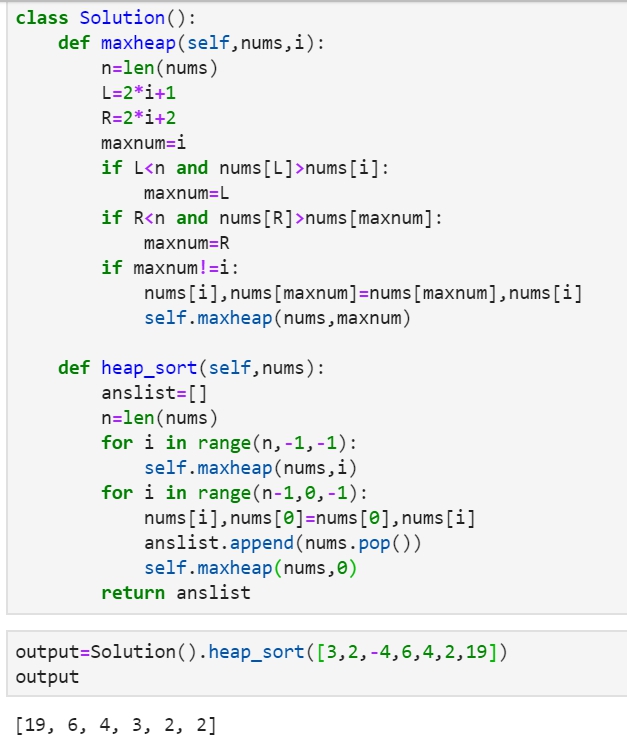 class Solution():
    def maxheap(self,nums,i):
        n=len(nums)
        L=2*i+1
        R=2*i+2
        maxnum=i
        if L<n and nums[L]>nums[i]:
            maxnum=L
        if R<n and nums[R]>nums[maxnum]:
            maxnum=R
        if maxnum!=i:
            nums[i],nums[maxnum]=nums[maxnum],nums[i]
            self.maxheap(nums,maxnum)

    def heap_sort(self,nums):
        anslist=[]
        n=len(nums)
        for i in range(n,-1,-1):
            self.maxheap(nums,i)
        for i in range(n-1,0,-1):
            nums[i],nums[0]=nums[0],nums[i]
            anslist.append(nums.pop())
            self.maxheap(nums,0)
        return anslist

output=Solution().heap_sort([3,2,-4,6,4,2,19])
output

[19, 6, 4, 3, 2, 2]